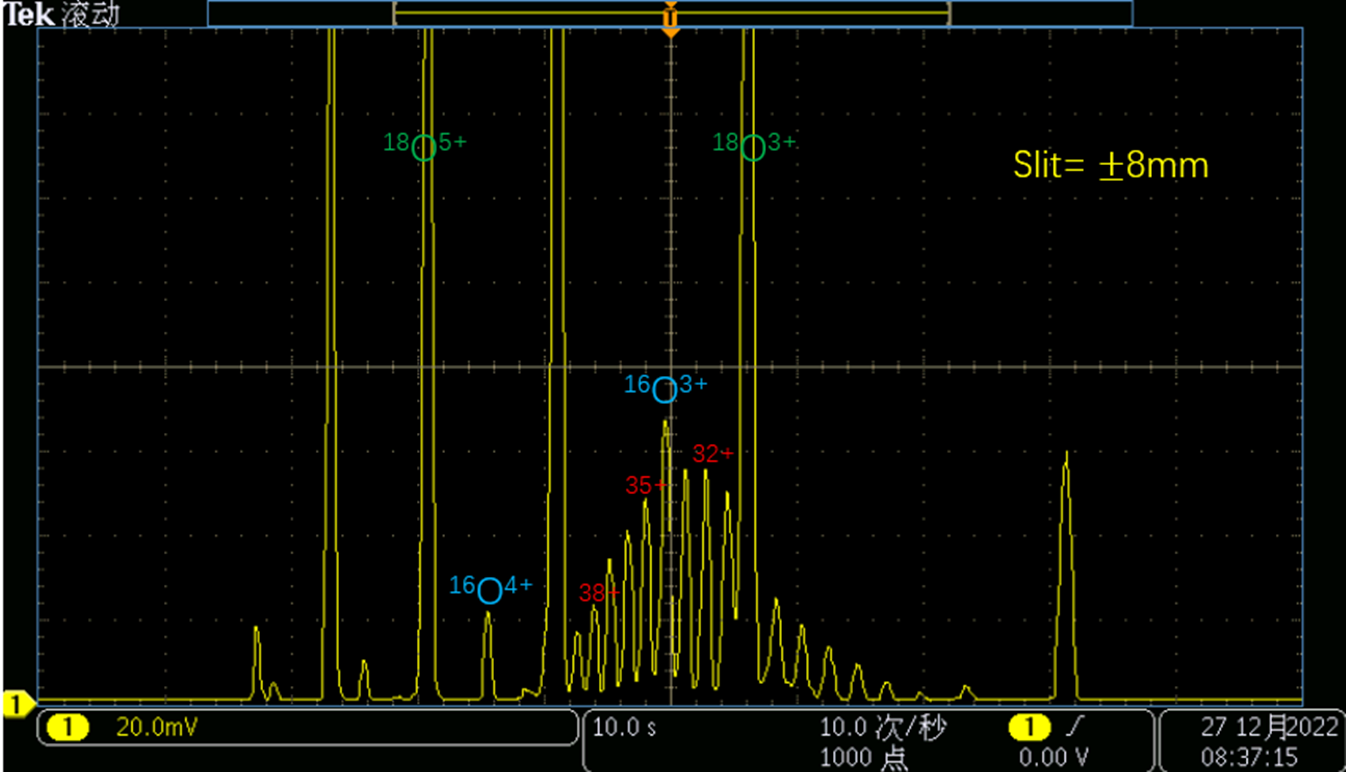 Tek 滚动
T
18O5+
18O3+
Slit= ±8mm
16O3+
32+
35+
16O4+
38+
1
1 20.0mV
10.0 s
10.0 次/秒
1000 点
1
0.00 V
27 12月2022
08:37:15